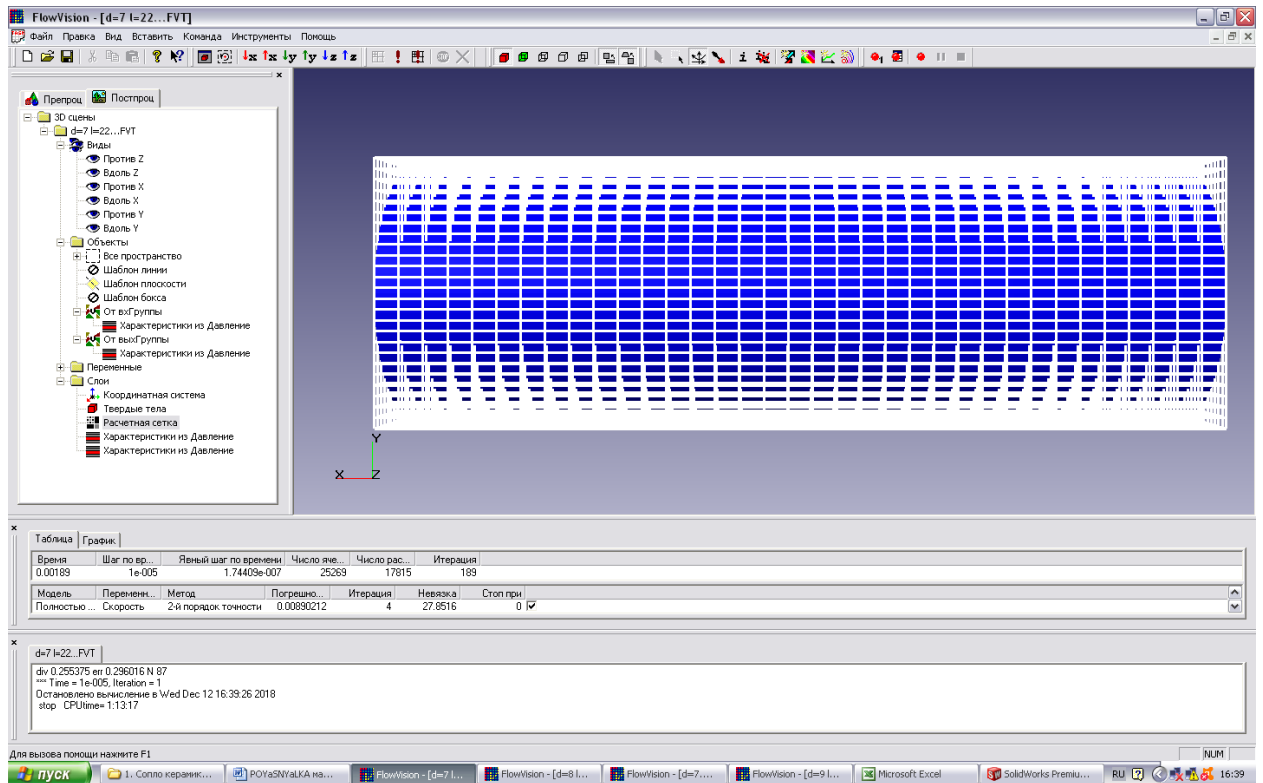 FlowVision - [d=7 l=22...FVT]
Файл Правка Вид Вставить Команда Инструменты Помощь
Препроц Постпроц
3D сцены
d=7 l=22...FVT
Виды
Против Z
Вдоль Z
Против X
Вдоль X
Против Y
Вдоль Y
Объекты
Все пространство
Шаблон линии
Шаблон плоскости
Шаблон бокса
От вхГруппы
Характеристики из Давление
От выхГруппы
Характеристики из Давление
Переменные
Слои
Координатная система
Твердые тела
Расчетная сетка
Характеристики из Давление
Характеристики из Давление
Y
X Z
Таблица График
Время Шаг по вр... Явный шаг по времени Число яче... Число рас... Итерация
0.00189 1e-005 1.74409e-007 25269 17815 189
Модель Переменн... Метод Погрешно... Итерация Невязка Стоп при
Полностью ... Скорость 2-й порядок точности 0.00890212 4 27.8516 0
d=7 l=22...FVT
div 0.255375 err 0.296016 N 87
*** Time = 1e-005, Iteration = 1
Остановлено вычисление в Wed Dec 12 16:39:26 2018
stop CPUtime= 1:13:17
Для вызова помощи нажмите F1
NUM
пуск 1. Сопло керамик... POYaSNYaLKA ма... FlowVision - [d=7 l... FlowVision - [d=8 l... FlowVision - [d=7.... FlowVision - [d=9 l... Microsoft Excel SolidWorks Premiu... RU 16:39